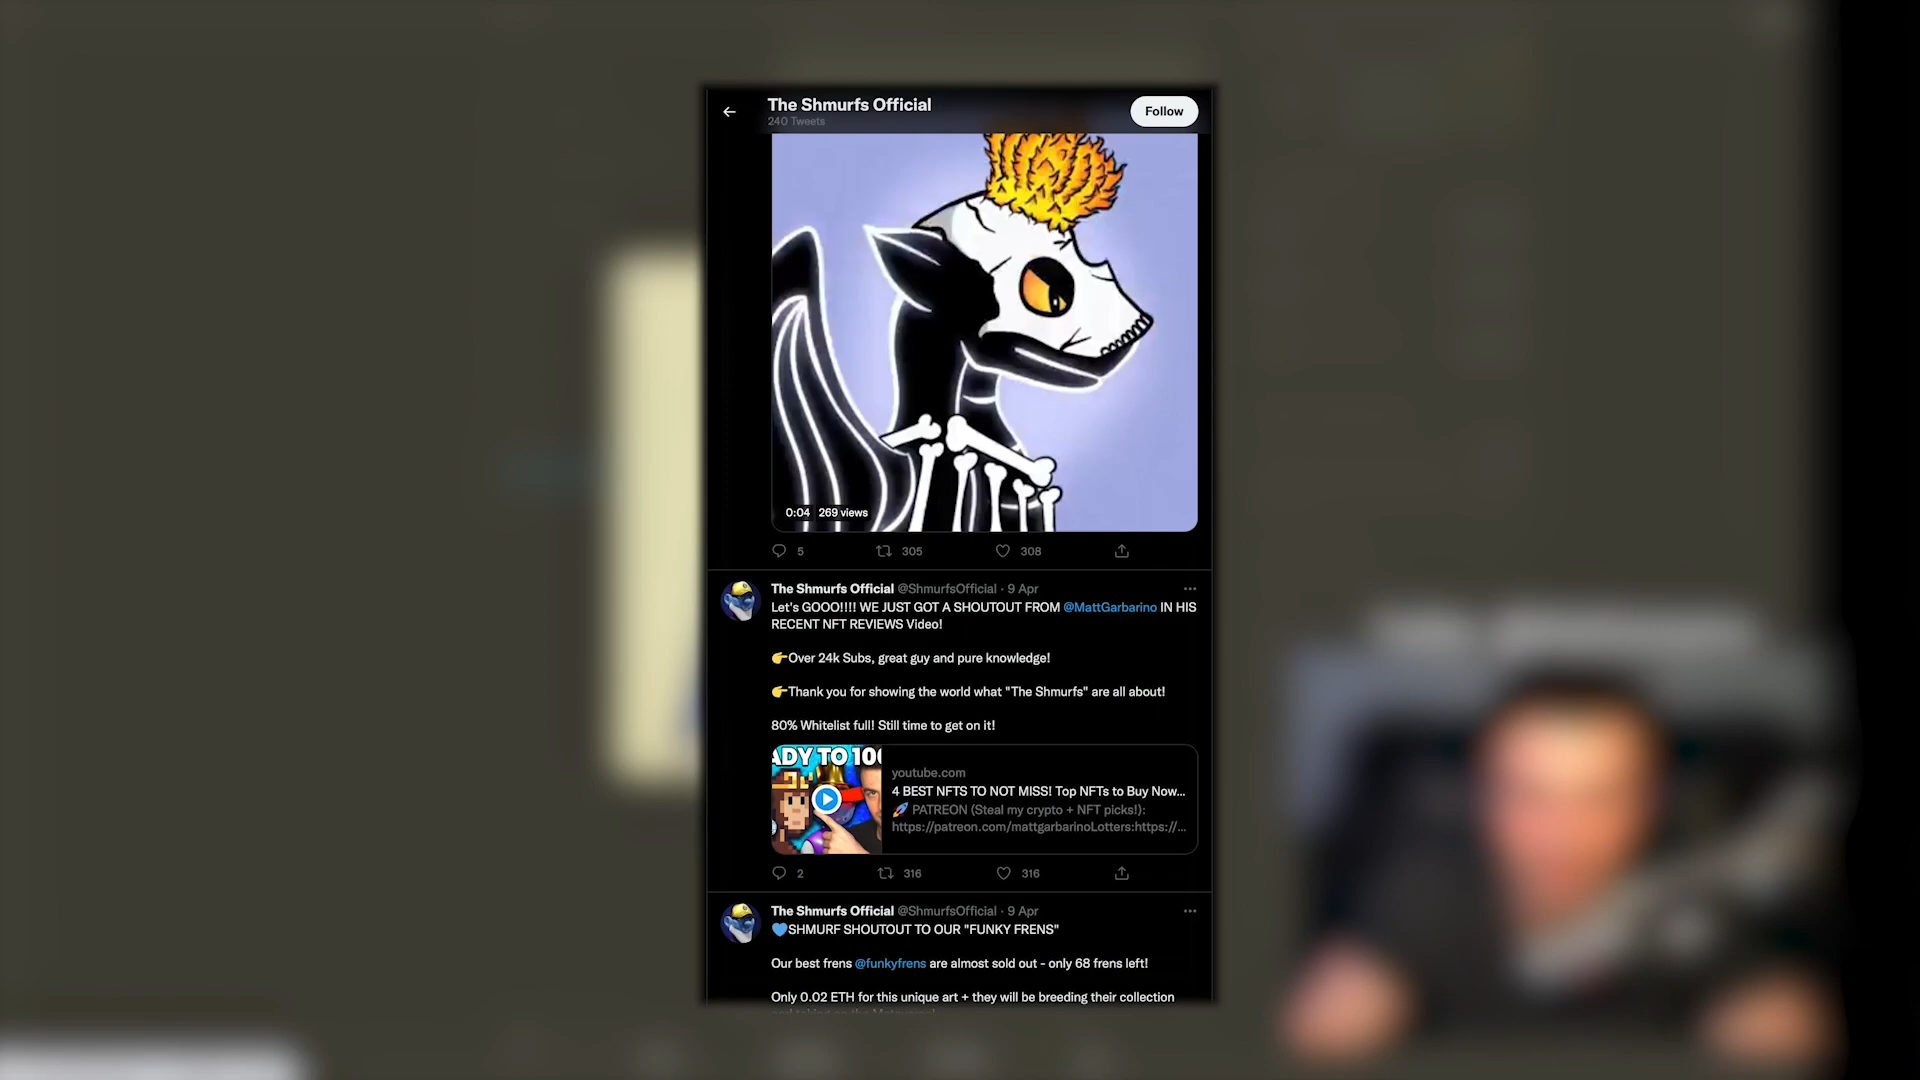 The Shmurfs Official
240 Tweets
Follow
0:04 269 views
5 305 308
The Shmurfs Official @ShmurfsOfficial · 9 Apr
Let's GOOO!!!! WE JUST GOT A SHOUTOUT FROM @MattGarbarino IN HIS
RECENT NFT REVIEWS Video!
👉Over 24k Subs, great guy and pure knowledge!
👉Thank you for showing the world what "The Shmurfs" are all about!
80% Whitelist full! Still time to get on it!
ADY TO 100
youtube.com
4 BEST NFTS TO NOT MISS! Top NFTs to Buy Now...
🚀 PATREON (Steal my crypto + NFT picks!):
https://patreon.com/mattgarbarinoLotters:https://...
2 316 316
The Shmurfs Official @ShmurfsOfficial · 9 Apr
💙SHMURF SHOUTOUT TO OUR "FUNKY FRENS"
Our best frens @funkyfrens are almost sold out - only 68 frens left!
Only 0.02 ETH for this unique art + they will be breeding their collection